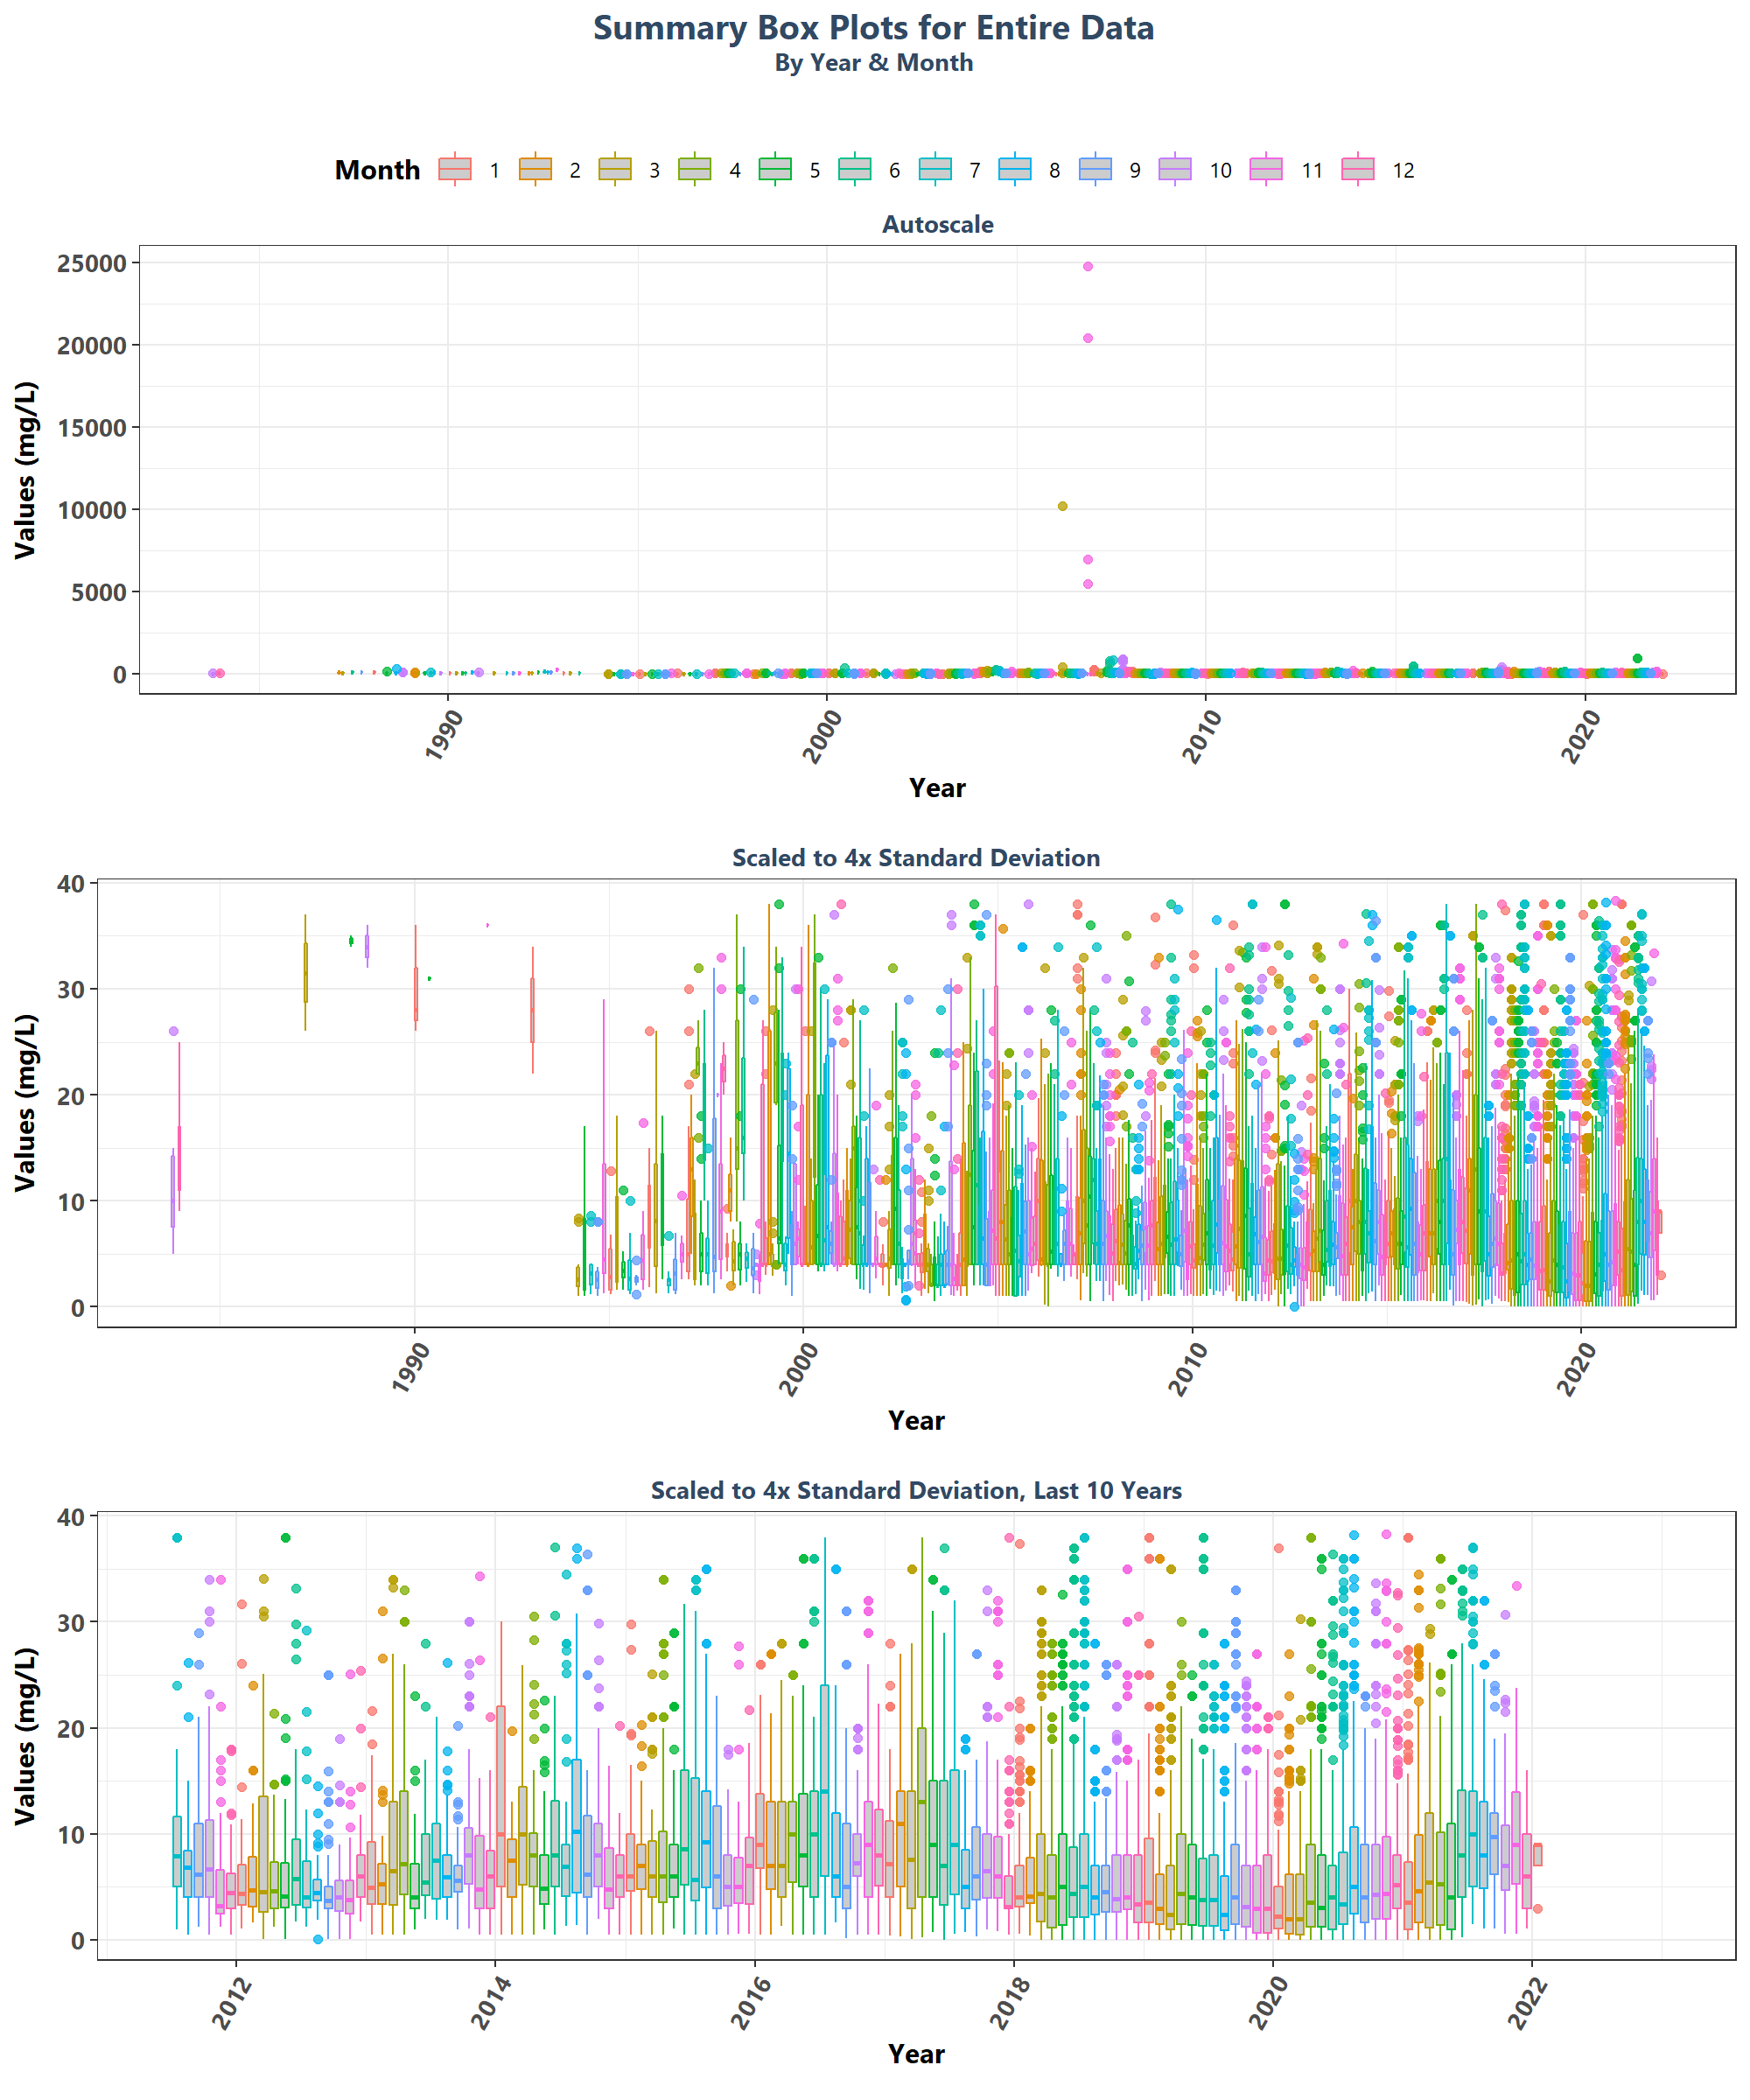 Summary Box Plots for Entire Data
By Year & Month
Month 1 2 3 4 5 6 7 8 9 10 11 12
Autoscale
25000
20000
15000
10000
5000
0
Values (mg/L)
1990 2000 2010 2020
Year
Scaled to 4x Standard Deviation
40
30
20
10
0
Values (mg/L)
1990 2000 2010 2020
Year
Scaled to 4x Standard Deviation, Last 10 Years
40
30
20
10
0
Values (mg/L)
2012 2014 2016 2018 2020 2022
Year